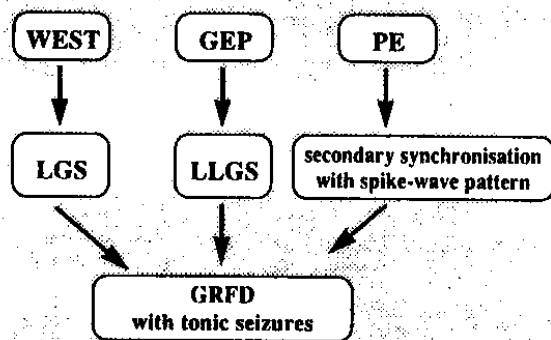 WEST
GEP
PE
LGS
LLGS
secondary synchronisation
with spike-wave pattern
GRFD
with tonic seizures